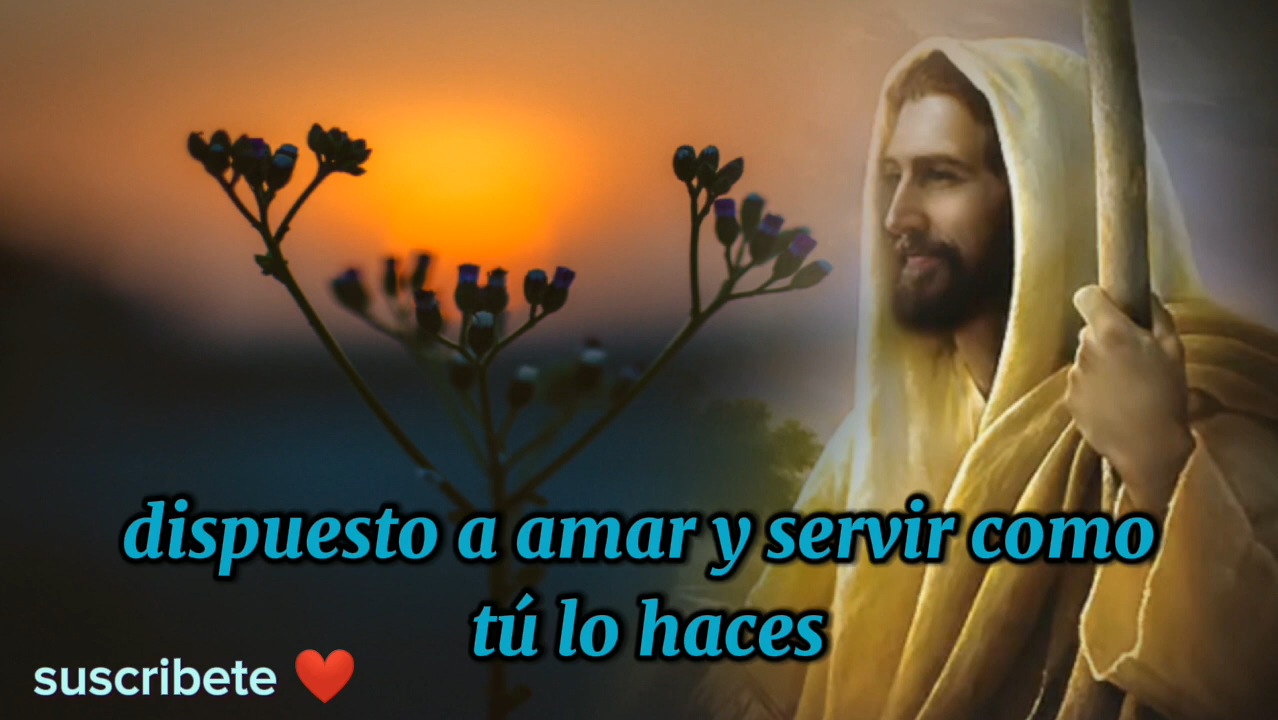 dispuesto a amar y servir como
tú lo haces
suscribete ❤️